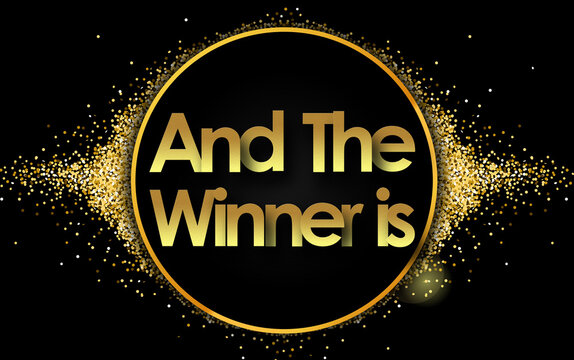 And The
Winner is